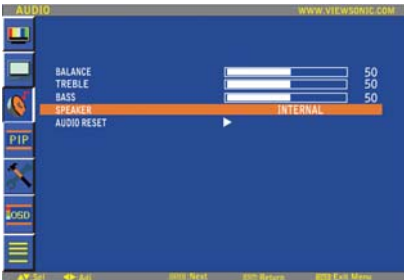 AUDIO WWW.VIEWSONIC.COM
BALANCE 50
TREBLE 50
BASS 50
SPEAKER INTERNAL
AUDIO RESET
PIP
OSD
Sel Adj Next Return Exit Menu